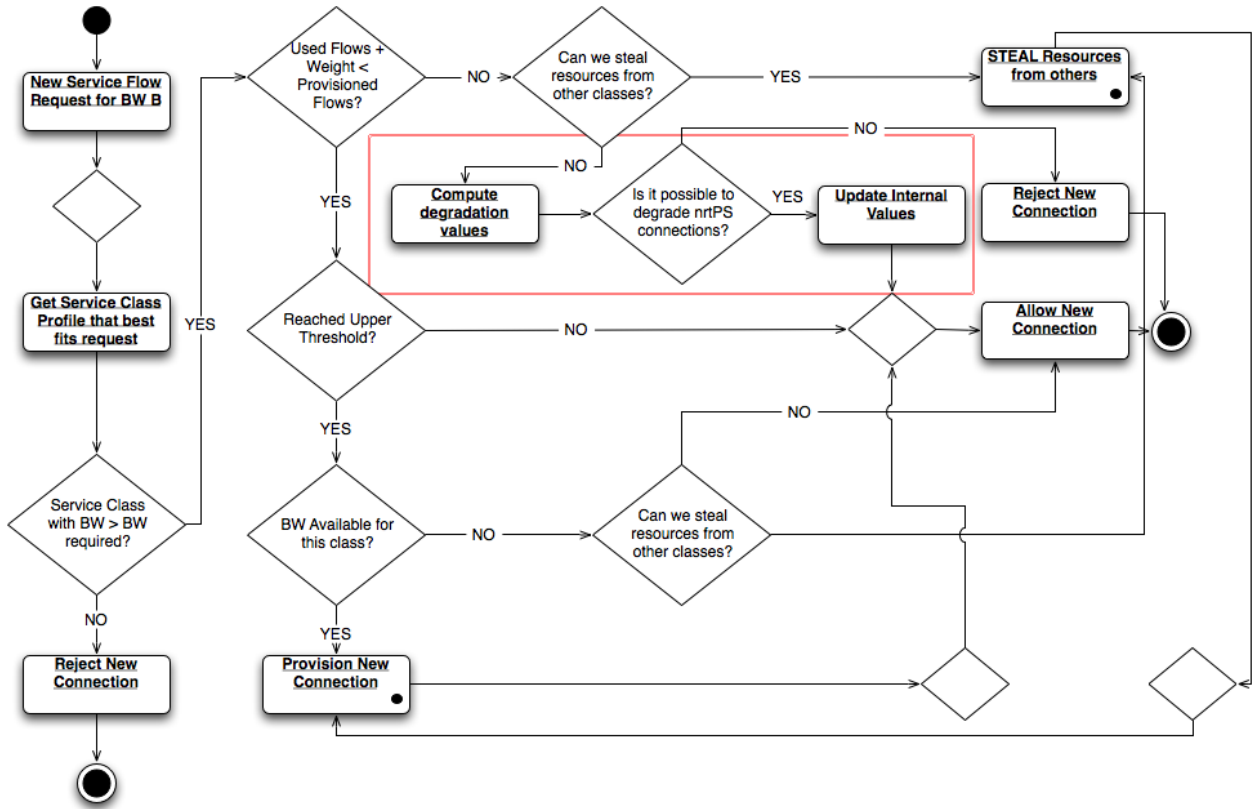 New Service Flow
Request for BW B
Get Service Class
Profile that best
fits request
Service Class
with BW > BW
required?
YES
NO
Reject New
Connection
Used Flows +
Weight <
Provisioned
Flows?
NO
YES
Can we steal
resources from
other classes?
YES
NO
STEAL Resources
from others
Compute
degradation
values
Is it possible to
degrade nrtPS
connections?
NO
YES
Update Internal
Values
Reject New
Connection
Reached Upper
Threshold?
NO
YES
Allow New
Connection
BW Available for
this class?
NO
YES
Can we steal
resources from
other classes?
NO
Provision New
Connection